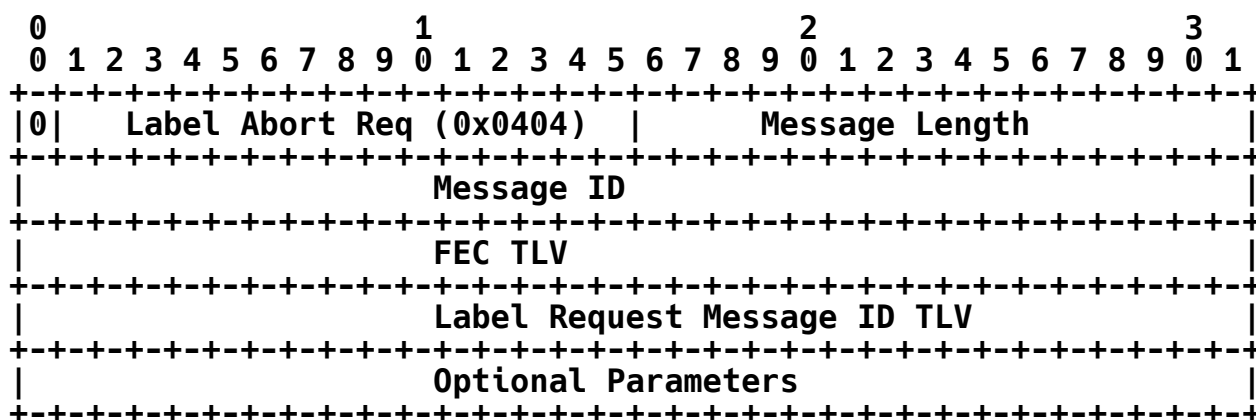 0                   1                   2                   3
 0 1 2 3 4 5 6 7 8 9 0 1 2 3 4 5 6 7 8 9 0 1 2 3 4 5 6 7 8 9 0 1
+-+-+-+-+-+-+-+-+-+-+-+-+-+-+-+-+-+-+-+-+-+-+-+-+-+-+-+-+-+-+-+-+
|0|   Label Abort Req (0x0404)  |      Message Length           |
+-+-+-+-+-+-+-+-+-+-+-+-+-+-+-+-+-+-+-+-+-+-+-+-+-+-+-+-+-+-+-+-+
|                     Message ID                                |
+-+-+-+-+-+-+-+-+-+-+-+-+-+-+-+-+-+-+-+-+-+-+-+-+-+-+-+-+-+-+-+-+
|                     FEC TLV                                   |
+-+-+-+-+-+-+-+-+-+-+-+-+-+-+-+-+-+-+-+-+-+-+-+-+-+-+-+-+-+-+-+-+
|                     Label Request Message ID TLV              |
+-+-+-+-+-+-+-+-+-+-+-+-+-+-+-+-+-+-+-+-+-+-+-+-+-+-+-+-+-+-+-+-+
|                     Optional Parameters                       |
+-+-+-+-+-+-+-+-+-+-+-+-+-+-+-+-+-+-+-+-+-+-+-+-+-+-+-+-+-+-+-+-+